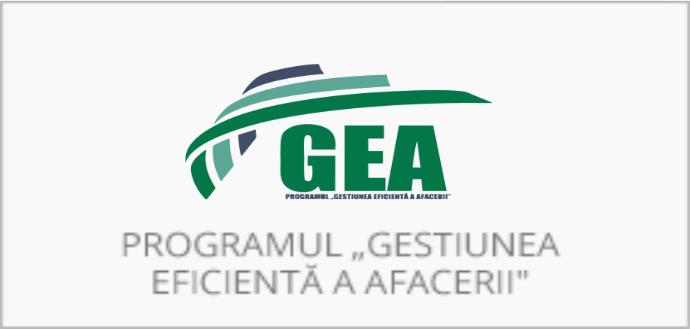 GEA
PROGRAMUL „GESTIUNEA EFICIENTĂ A AFACERII"
PROGRAMUL „GESTIUNEA
EFICIENTĂ A AFACERII"